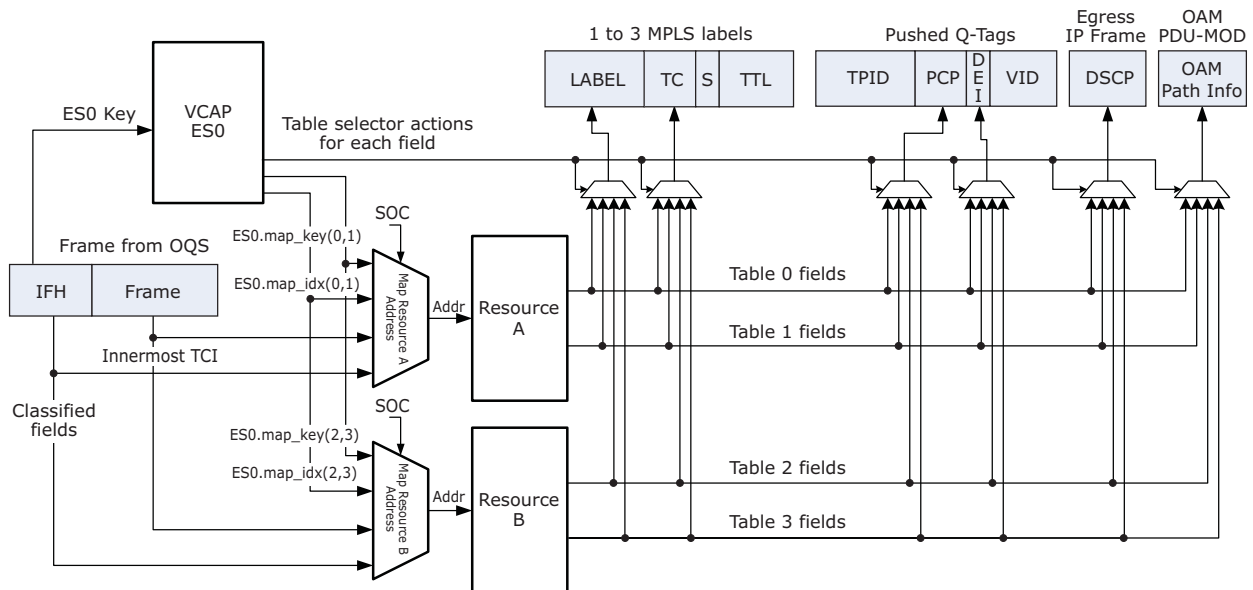 1 to 3 MPLS labels
LABEL TC S TTL
Pushed Q-Tags
TPID PCP DEI VID
Egress
IP Frame
DSCP
OAM
PDU-MOD
OAM
Path Info
ES0 Key
VCAP
ES0
Table selector actions
for each field
Frame from OQS
IFH Frame
Innermost TCI
Classified
fields
SOC
ES0.map_key(0,1)
ES0.map_idx(0,1)
Map Resource A
Address
Addr
Resource
A
Table 0 fields
Table 1 fields
SOC
ES0.map_key(2,3)
ES0.map_idx(2,3)
Map Resource B
Address
Addr
Resource
B
Table 2 fields
Table 3 fields